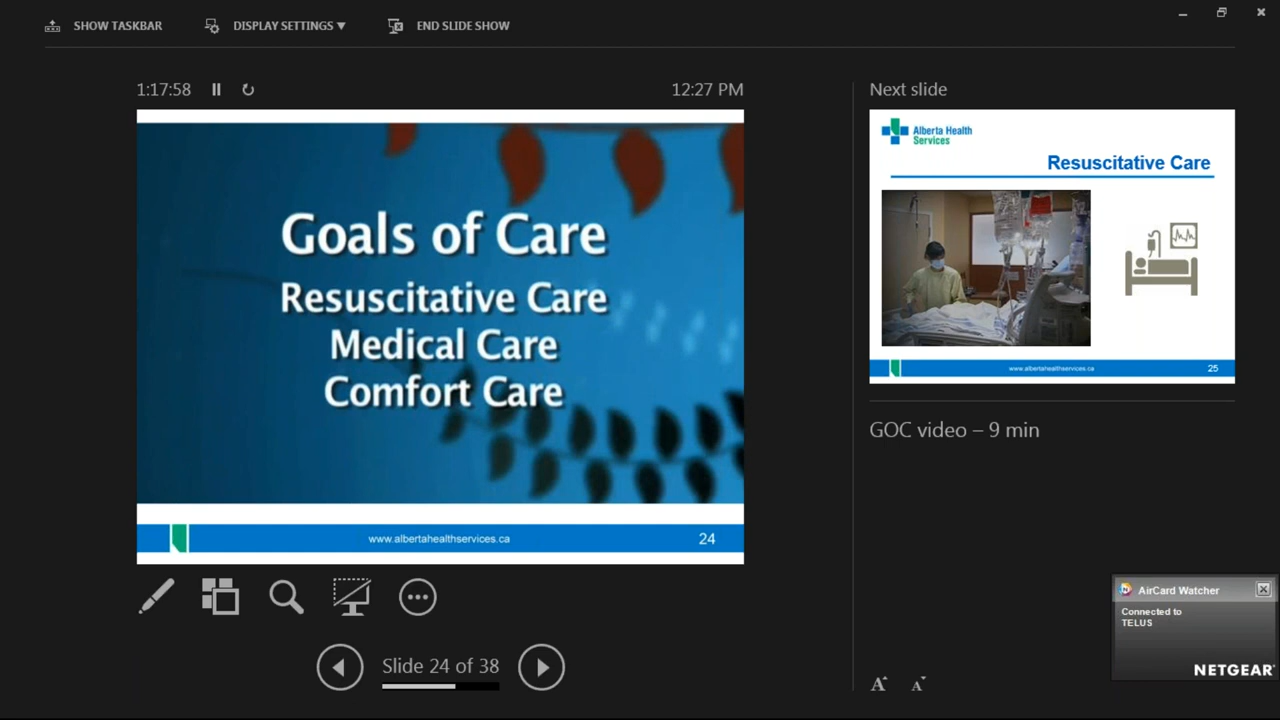 SHOW TASKBAR
DISPLAY SETTINGS
END SLIDE SHOW
1:17:58
12:27 PM
Goals of Care
Resuscitative Care
Medical Care
Comfort Care
www.albertahealthservices.ca
24
Slide 24 of 38
Next slide
Alberta Health
Services
Resuscitative Care
www.albertahealthservices.ca
25
GOC video – 9 min
A A
AirCard Watcher
Connected to
TELUS
NETGEAR